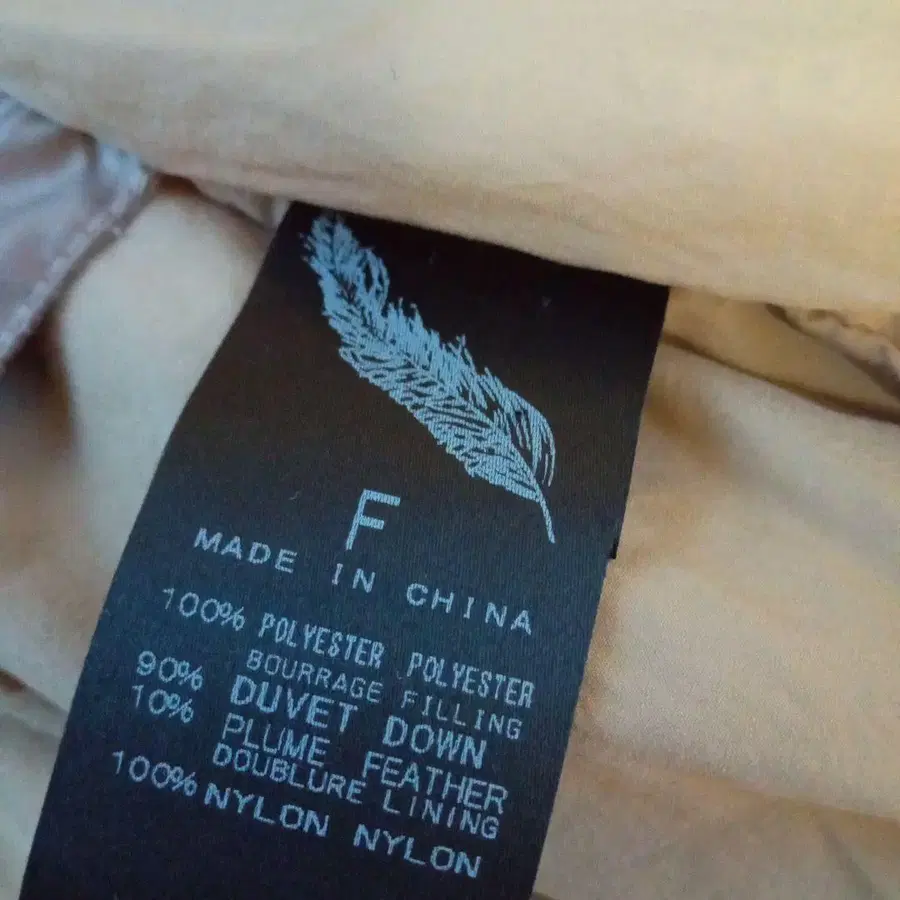 F
MADE IN CHINA
100% POLYESTER POLYESTER
BOURRAGE FILLING
90% DUVET DOWN
10% PLUME FEATHER
DOUBLURE LINING
100% NYLON NYLON